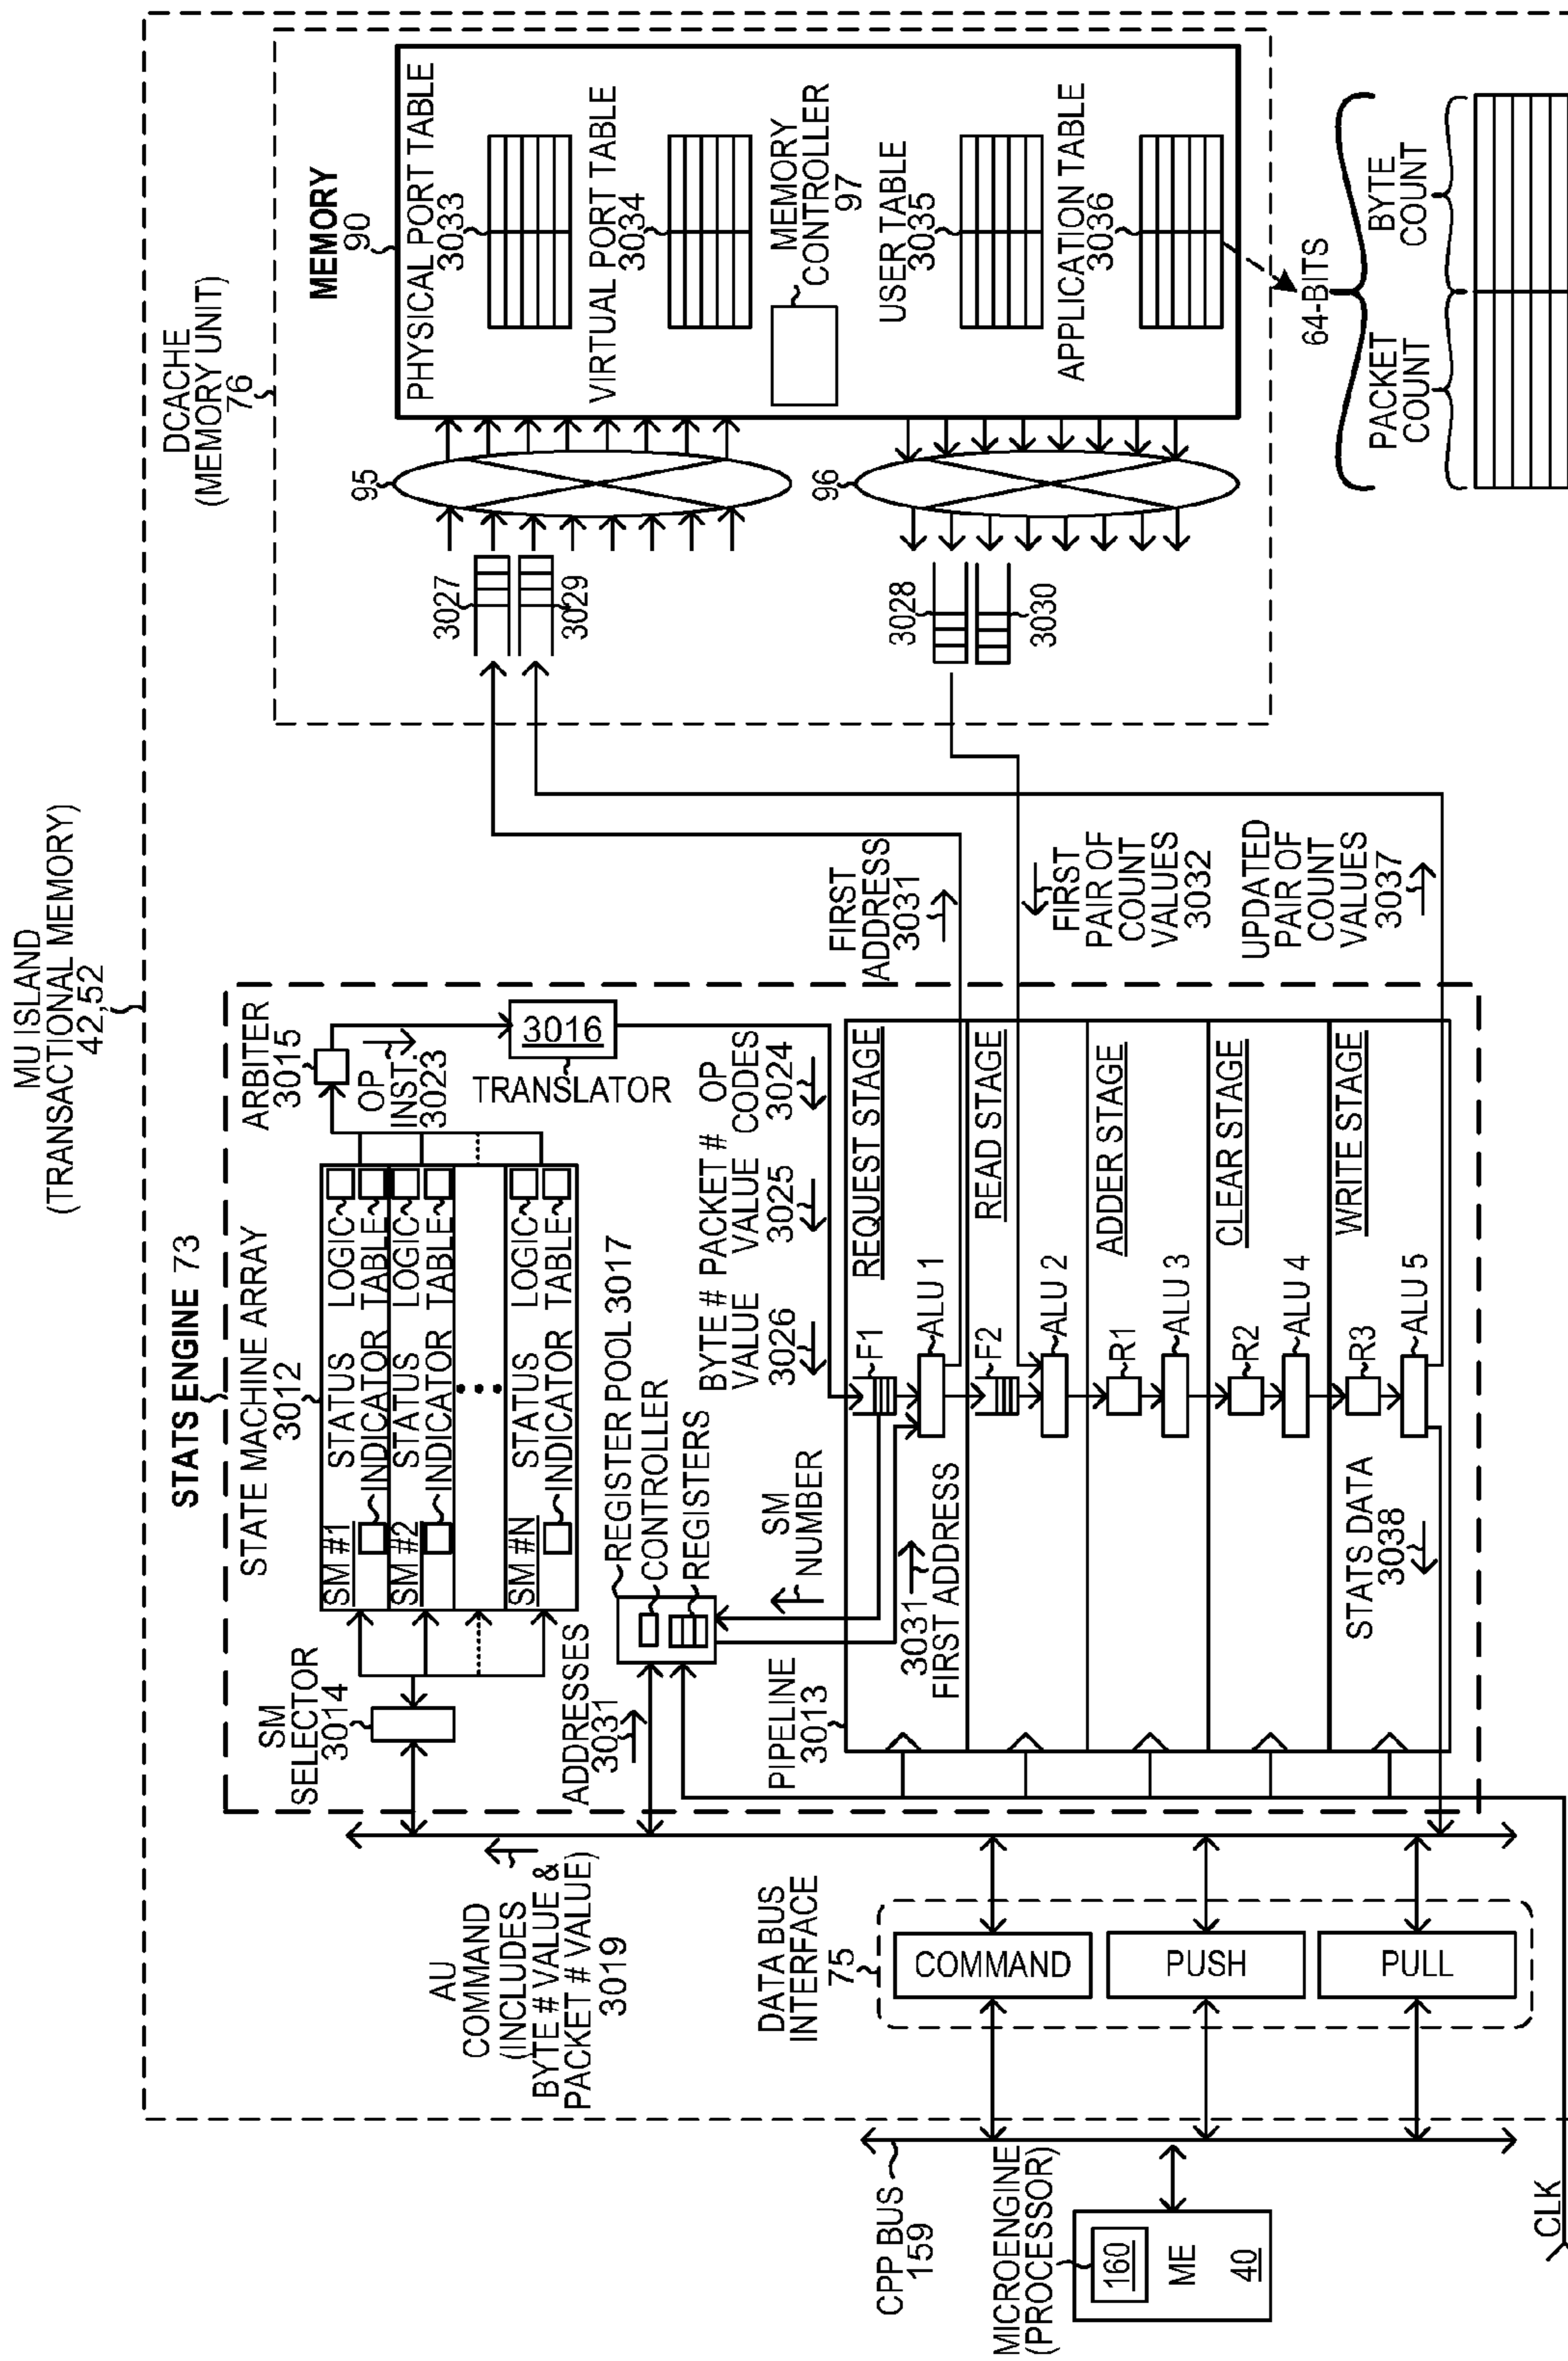 MU ISLAND
(TRANSACTIONAL MEMORY)
42,52
STATS ENGINE 73
STATE MACHINE ARRAY
3012
SM
SELECTOR
3014
SM #1
STATUS
INDICATOR
LOGIC
TABLE
SM #2
STATUS
INDICATOR
LOGIC
TABLE
SM #N
STATUS
INDICATOR
LOGIC
TABLE
ARBITER
3015
OP
INST.
3023
3016
TRANSLATOR
AU
COMMAND
(INCLUDES
BYTE # VALUE &
PACKET # VALUE)
3019
ADDRESSES
3031
REGISTER POOL 3017
CONTROLLER
REGISTERS
SM
NUMBER
BYTE #
VALUE
3026
PACKET #
VALUE
3025
OP
CODES
3024
PIPELINE
3013
3031
FIRST ADDRESS
F1
ALU 1
REQUEST STAGE
F2
ALU 2
READ STAGE
R1
ALU 3
ADDER STAGE
R2
ALU 4
CLEAR STAGE
R3
ALU 5
WRITE STAGE
STATS DATA
3038
FIRST
ADDRESS
3031
FIRST
PAIR OF
COUNT
VALUES
3032
UPDATED
PAIR OF
COUNT
VALUES
3037
DATA BUS
INTERFACE
75
COMMAND
PUSH
PULL
CPP BUS
159
MICROENGINE
(PROCESSOR)
160
ME
40
CLK
DCACHE
(MEMORY UNIT)
76
3027
3029
3028
3030
95
96
MEMORY
90
PHYSICAL PORT TABLE
3033
VIRTUAL PORT TABLE
3034
MEMORY
CONTROLLER
97
USER TABLE
3035
APPLICATION TABLE
3036
64-BITS
PACKET
COUNT
BYTE
COUNT